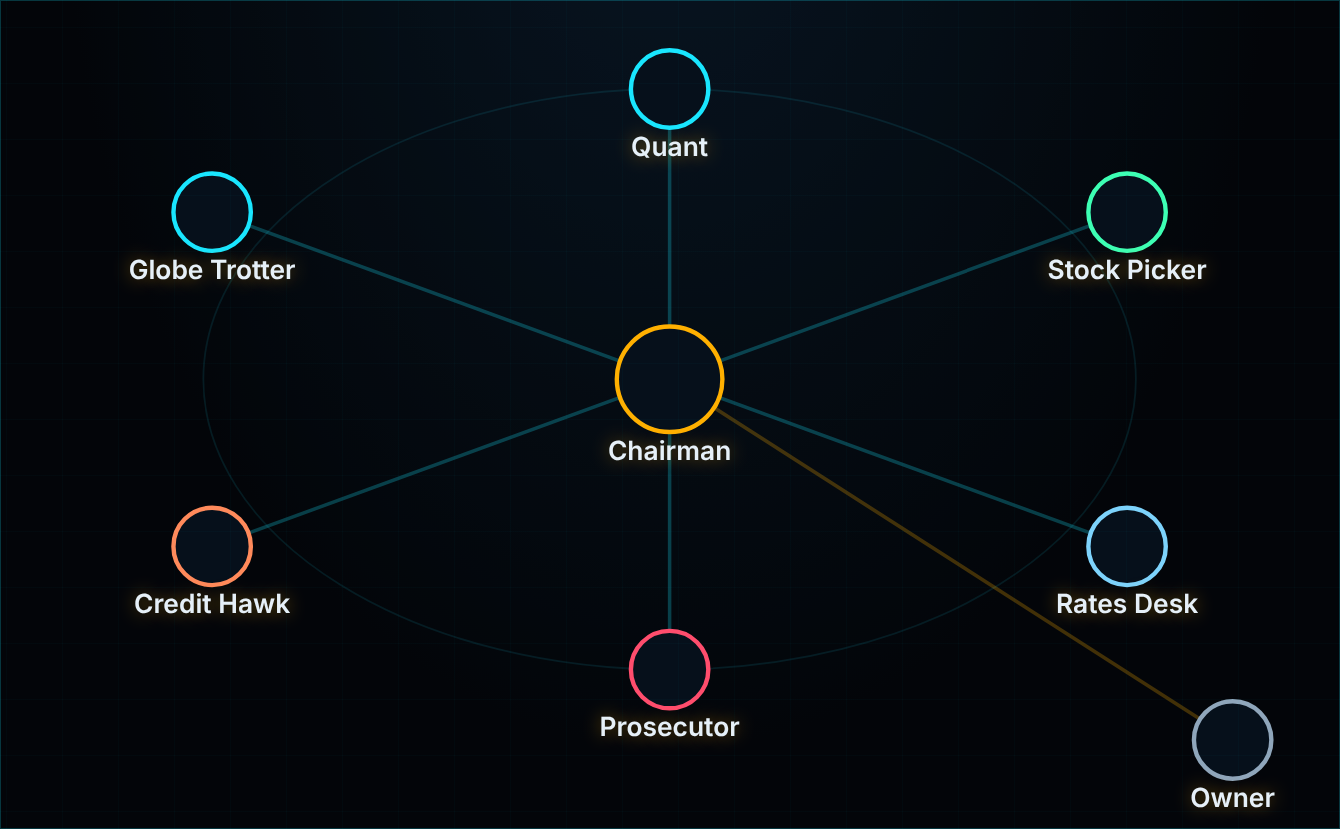 Quant
Globe Trotter
Stock Picker
Chairman
Credit Hawk
Rates Desk
Prosecutor
Owner